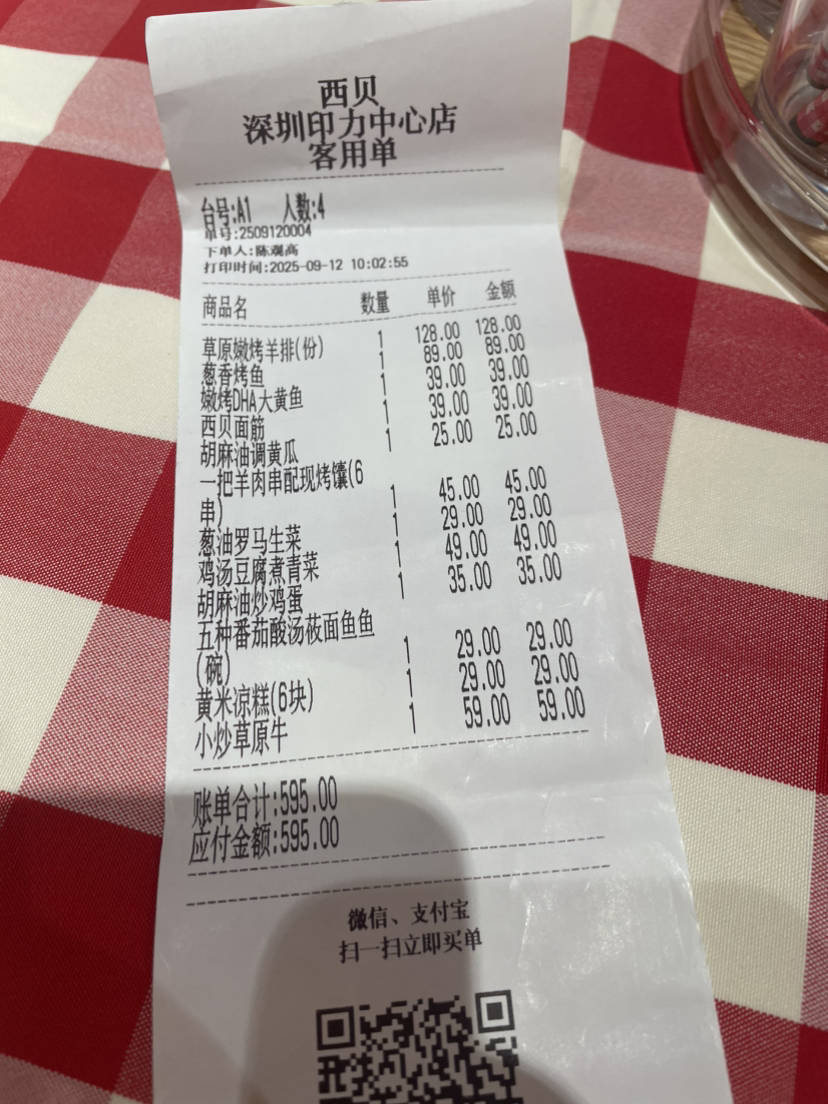 西贝
深圳印力中心店
客用单
台号:A1 人数:4
单号:2509120004
下单人:陈观高
打印时间:2025-09-12 10:02:55
商品名 数量 单价 金额
草原嫩烤羊排(份) 1 128.00 128.00
葱香烤鱼 1 89.00 89.00
嫩烤DHA大黄鱼 1 39.00 39.00
西贝面筋 1 39.00 39.00
胡麻油调黄瓜 1 25.00 25.00
一把羊肉串配现烤馕(6
串) 1 45.00 45.00
葱油罗马生菜 1 29.00 29.00
鸡汤豆腐煮青菜 1 49.00 49.00
胡麻油炒鸡蛋 1 35.00 35.00
五种番茄酸汤莜面鱼鱼
(碗) 1 29.00 29.00
黄米凉糕(6块) 1 29.00 29.00
小炒草原牛 1 59.00 59.00
账单合计:595.00
应付金额:595.00
微信、支付宝
扫一扫立即买单